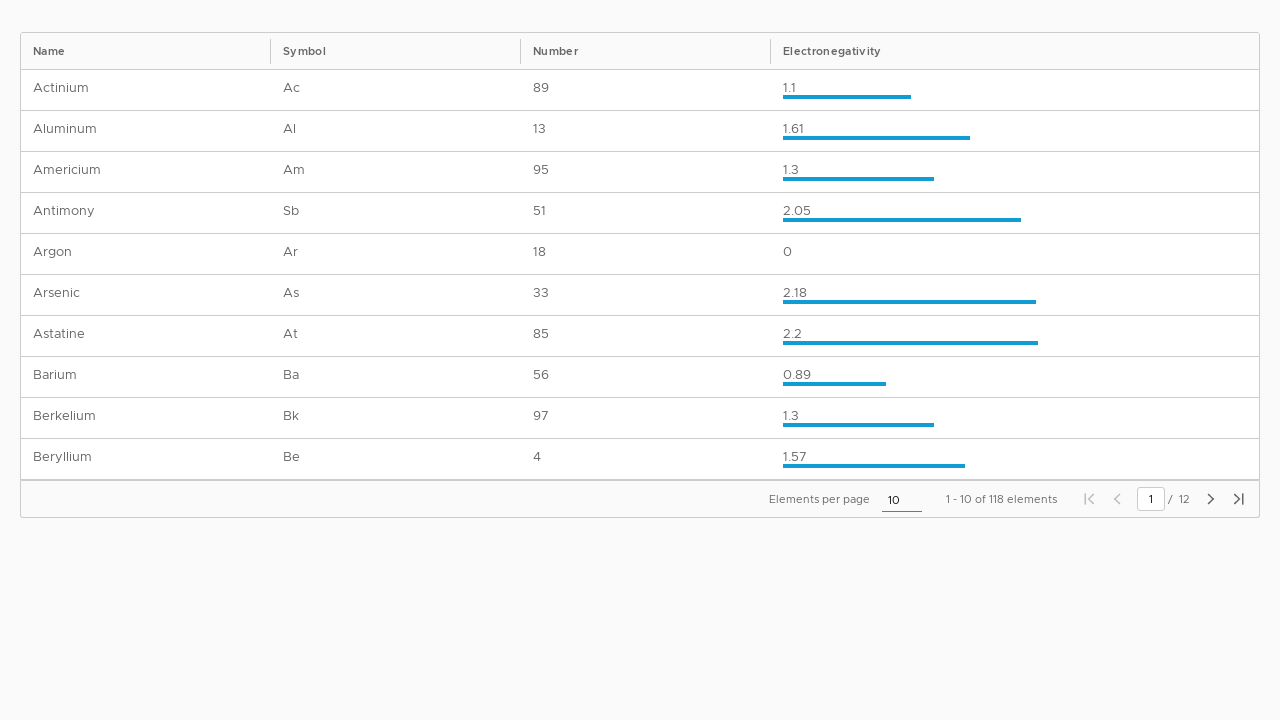 Name Symbol Number Electronegativity
Actinium Ac 89 1.1
Aluminum Al 13 1.61
Americium Am 95 1.3
Antimony Sb 51 2.05
Argon Ar 18 0
Arsenic As 33 2.18
Astatine At 85 2.2
Barium Ba 56 0.89
Berkelium Bk 97 1.3
Beryllium Be 4 1.57
Elements per page 10 1 - 10 of 118 elements 1 / 12